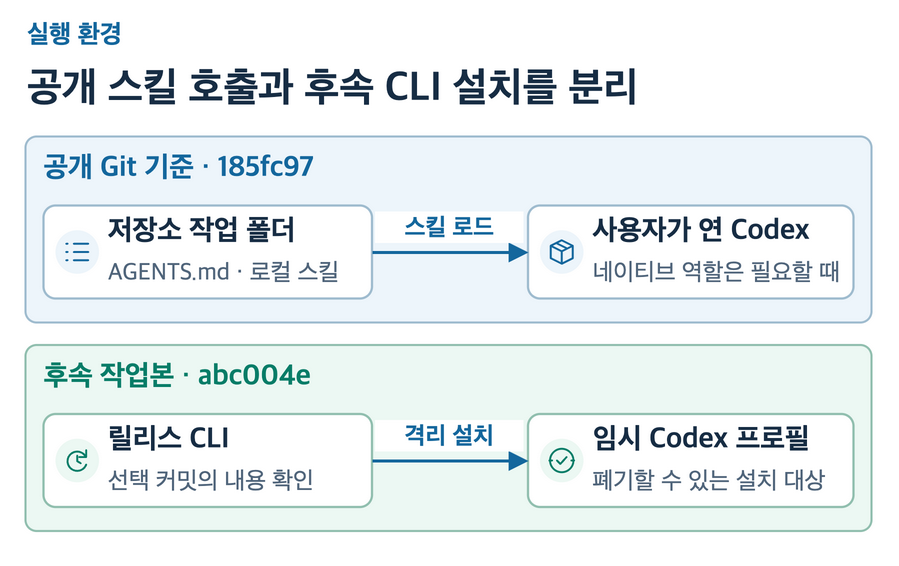 실행 환경
공개 스킬 호출과 후속 CLI 설치를 분리
공개 Git 기준 · 185fc97
저장소 작업 폴더
AGENTS.md · 로컬 스킬
스킬 로드
사용자가 연 Codex
네이티브 역할은 필요할 때
후속 작업본 · abc004e
릴리스 CLI
선택 커밋의 내용 확인
격리 설치
임시 Codex 프로필
폐기할 수 있는 설치 대상